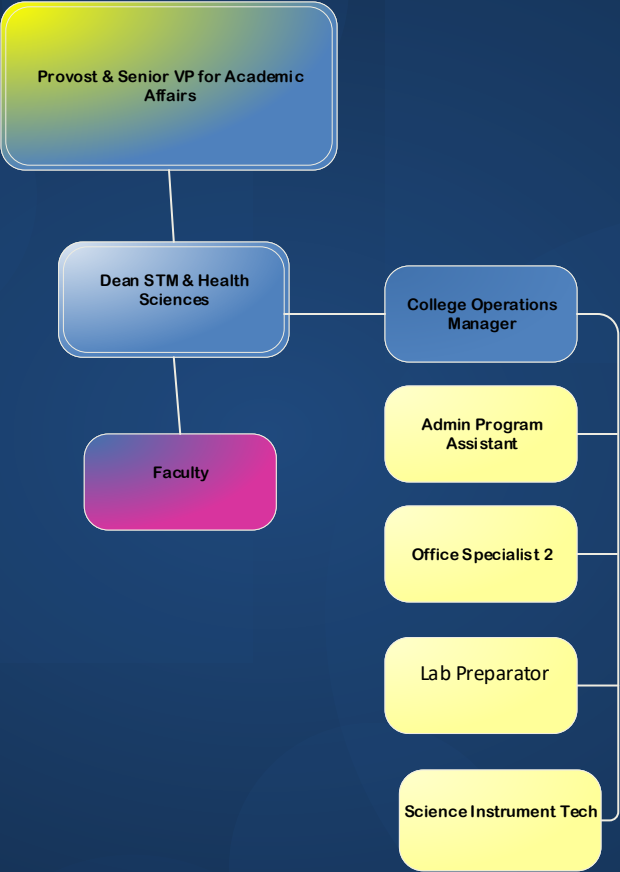 Provost & Senior VP for Academic
Affairs
Dean STM & Health
Sciences
College Operations
Manager
Admin Program
Assistant
Faculty
Office Specialist 2
Lab Preparator
Science Instrument Tech